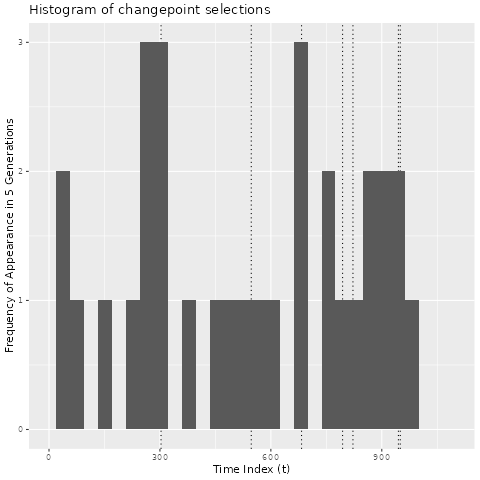 Histogram of changepoint selections
Frequency of Appearance in 5 Generations
3
2
1
0
0 300 600 900
Time Index (t)